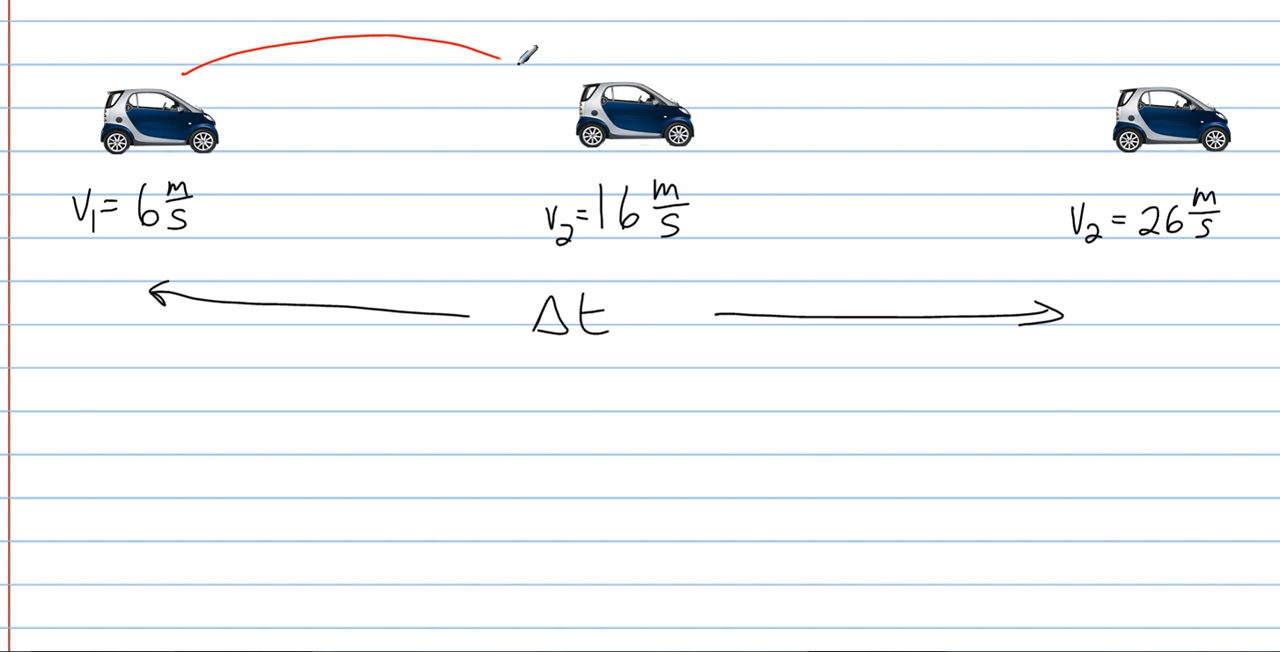 v₁ = 6 m/s
v₂ = 16 m/s
v₂ = 26 m/s
Δt